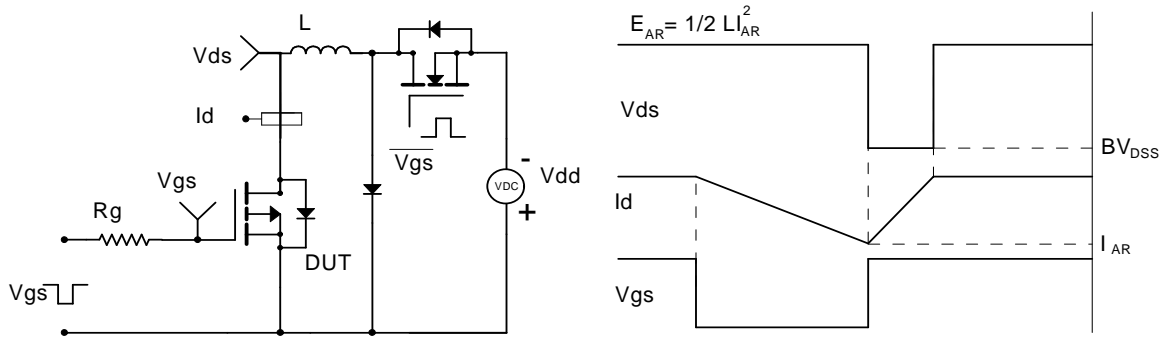 L
Vds
Id
Vgs
Vgs
-
VDC
Vdd
+
Rg
DUT
Vgs
E_AR = 1/2 LI_AR^2
Vds
BV_DSS
Id
I_AR
Vgs